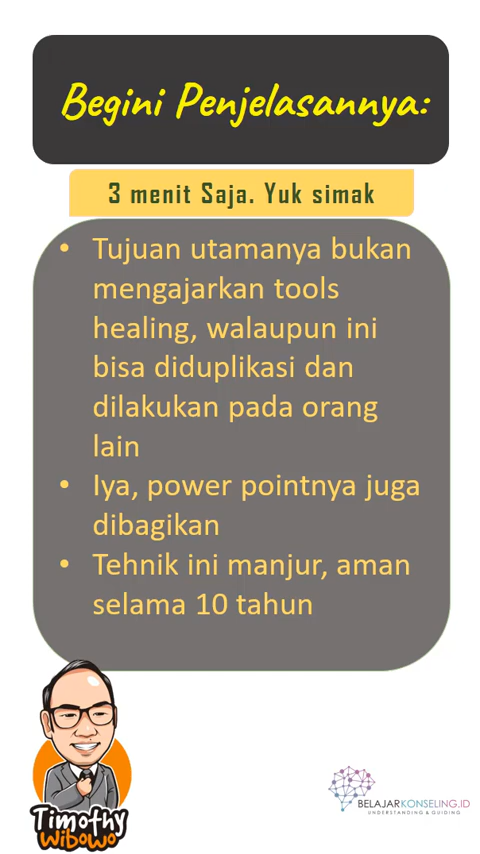 Begini Penjelasannya:
3 menit Saja. Yuk simak
• Tujuan utamanya bukan
mengajarkan tools
healing, walaupun ini
bisa diduplikasi dan
dilakukan pada orang
lain
• Iya, power pointnya juga
dibagikan
• Tehnik ini manjur, aman
selama 10 tahun
Timothy
Wibowo
BELAJARKONSELING.ID
UNDERSTANDING & GUIDING